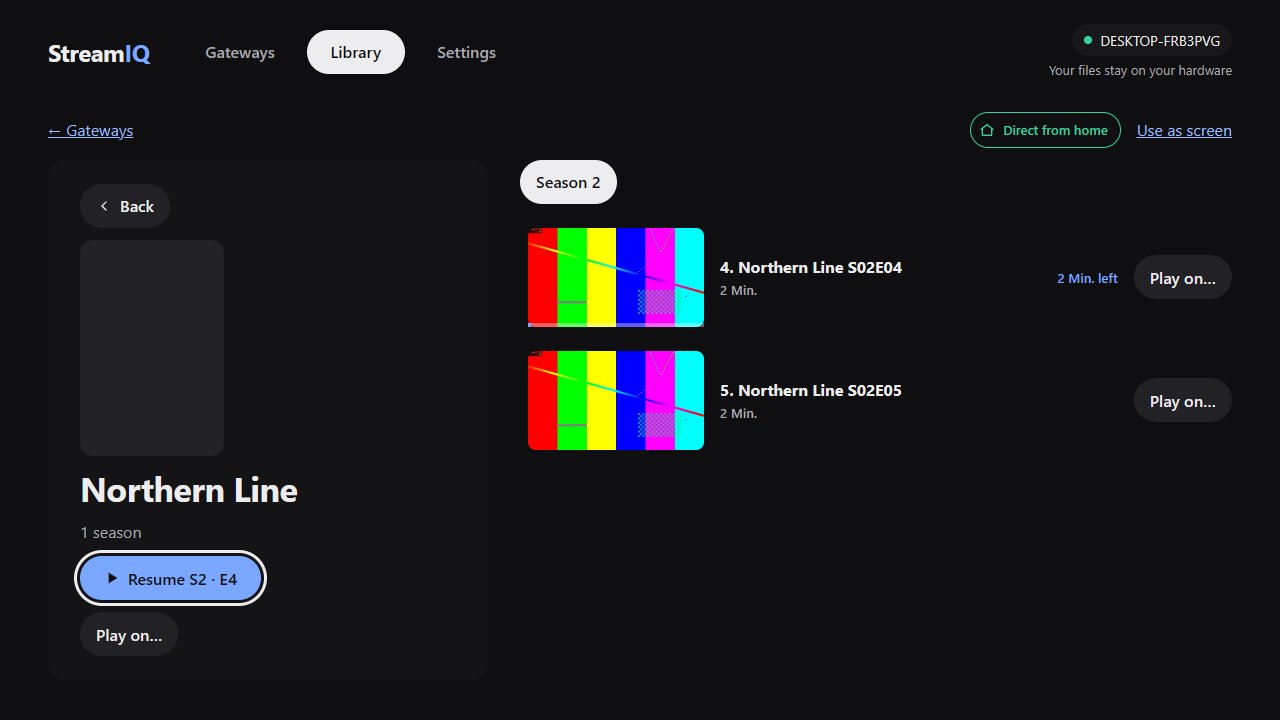 StreamIQ
Gateways
Library
Settings
DESKTOP-FRB3PVG
Your files stay on your hardware
← Gateways
Direct from home
Use as screen
Back
Northern Line
1 season
Resume S2 · E4
Play on...
Season 2
4. Northern Line S02E04
2 Min.
2 Min. left
Play on...
5. Northern Line S02E05
2 Min.
Play on...